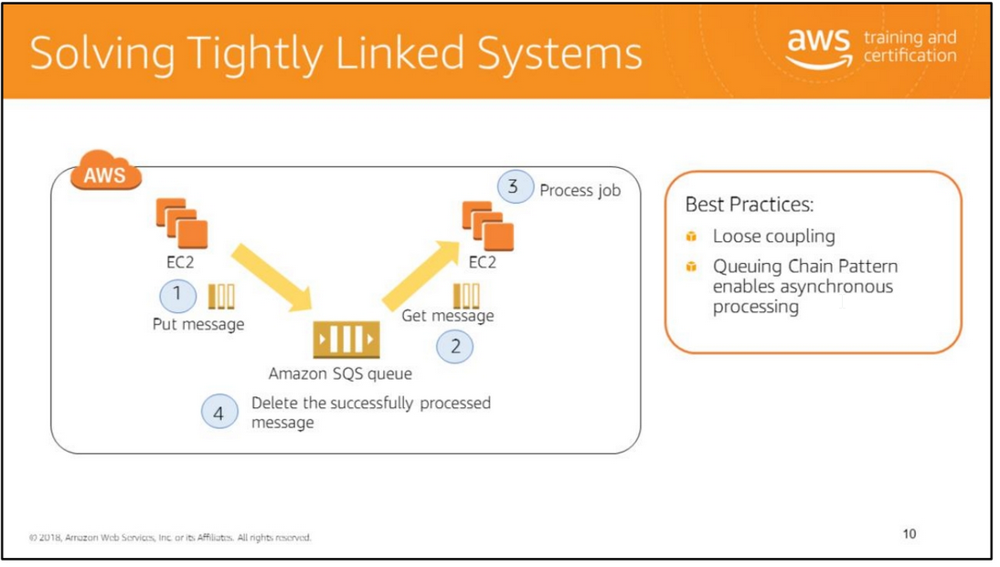 Solving Tightly Linked Systems
aws training and
certification
AWS
3 Process job
EC2
EC2
1
Put message
Get message
2
Amazon SQS queue
4 Delete the successfully processed
message
Best Practices:
Loose coupling
Queuing Chain Pattern
enables asynchronous
processing
© 2018, Amazon Web Services, Inc. or its Affiliates. All rights reserved.
10